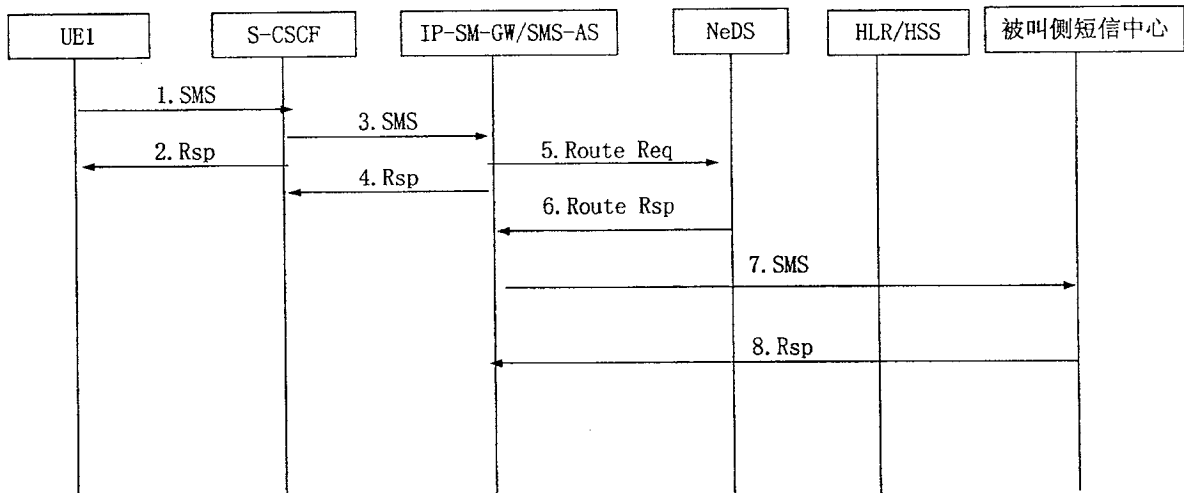 UE1
S-CSCF
IP-SM-GW/SMS-AS
NeDS
HLR/HSS
被叫侧短信中心
1.SMS
3.SMS
2.Rsp
5.Route Req
4.Rsp
6.Route Rsp
7.SMS
8.Rsp